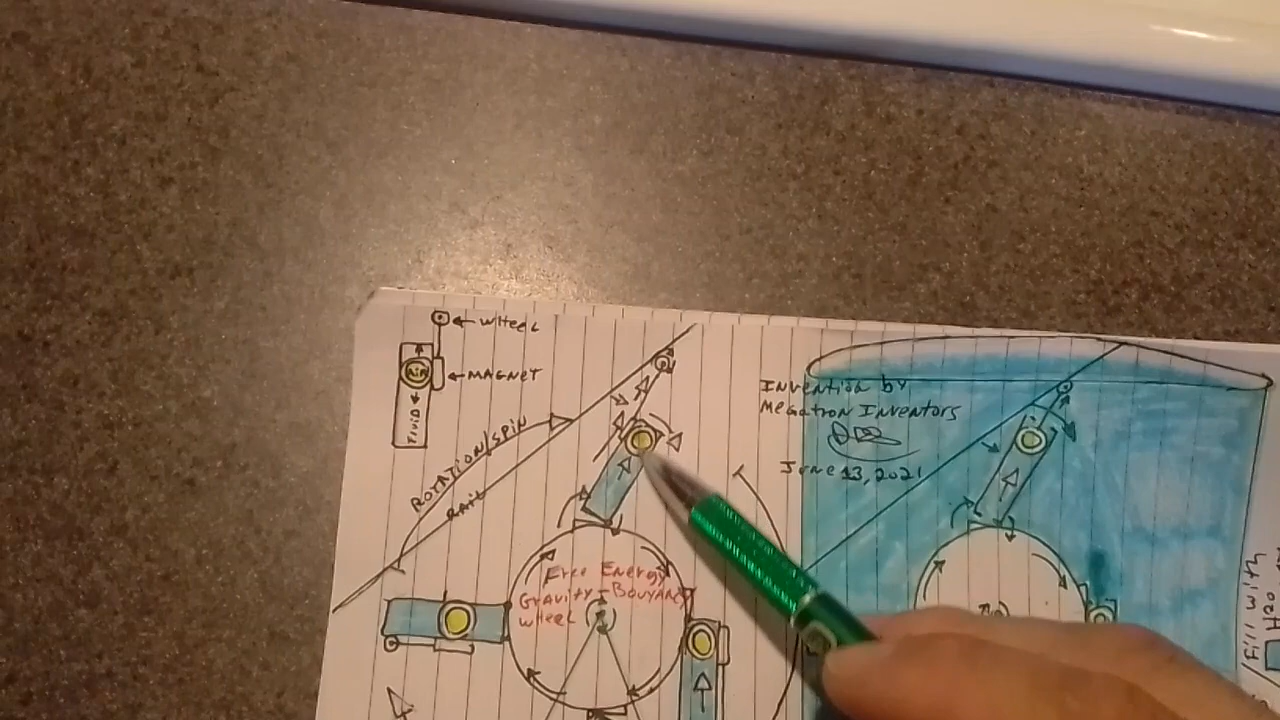 WHEEL
AIR
MAGNET
FluiD
ROTATION/SPIN
RAIL
Free Energy
Gravity-Bouyancy
wheel
Invention by
Megatron Inventors
June 13, 2021
Fill with
H2O